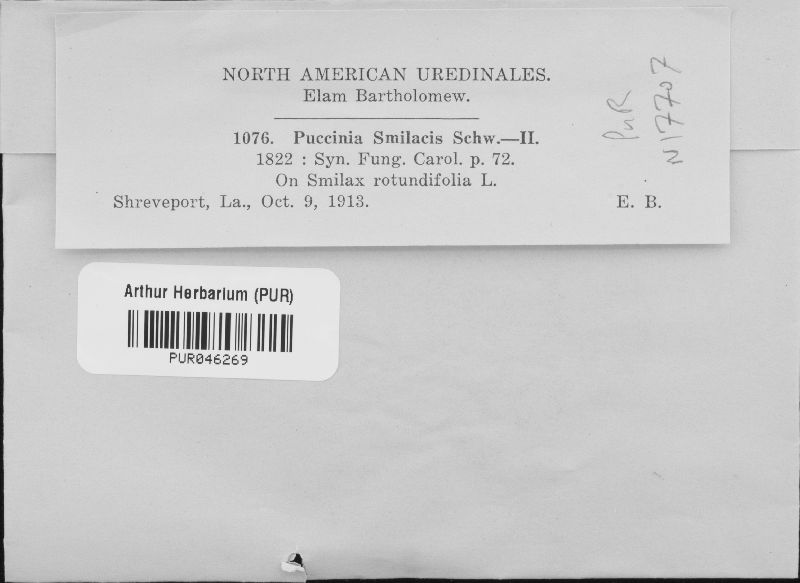 NORTH AMERICAN UREDINALES.
Elam Bartholomew.
1076. Puccinia Smilacis Schw.—II.
1822 : Syn. Fung. Carol. p. 72.
On Smilax rotundifolia L.
Shreveport, La., Oct. 9, 1913. E. B.
PUR
N17707
Arthur Herbarium (PUR)
PUR046269